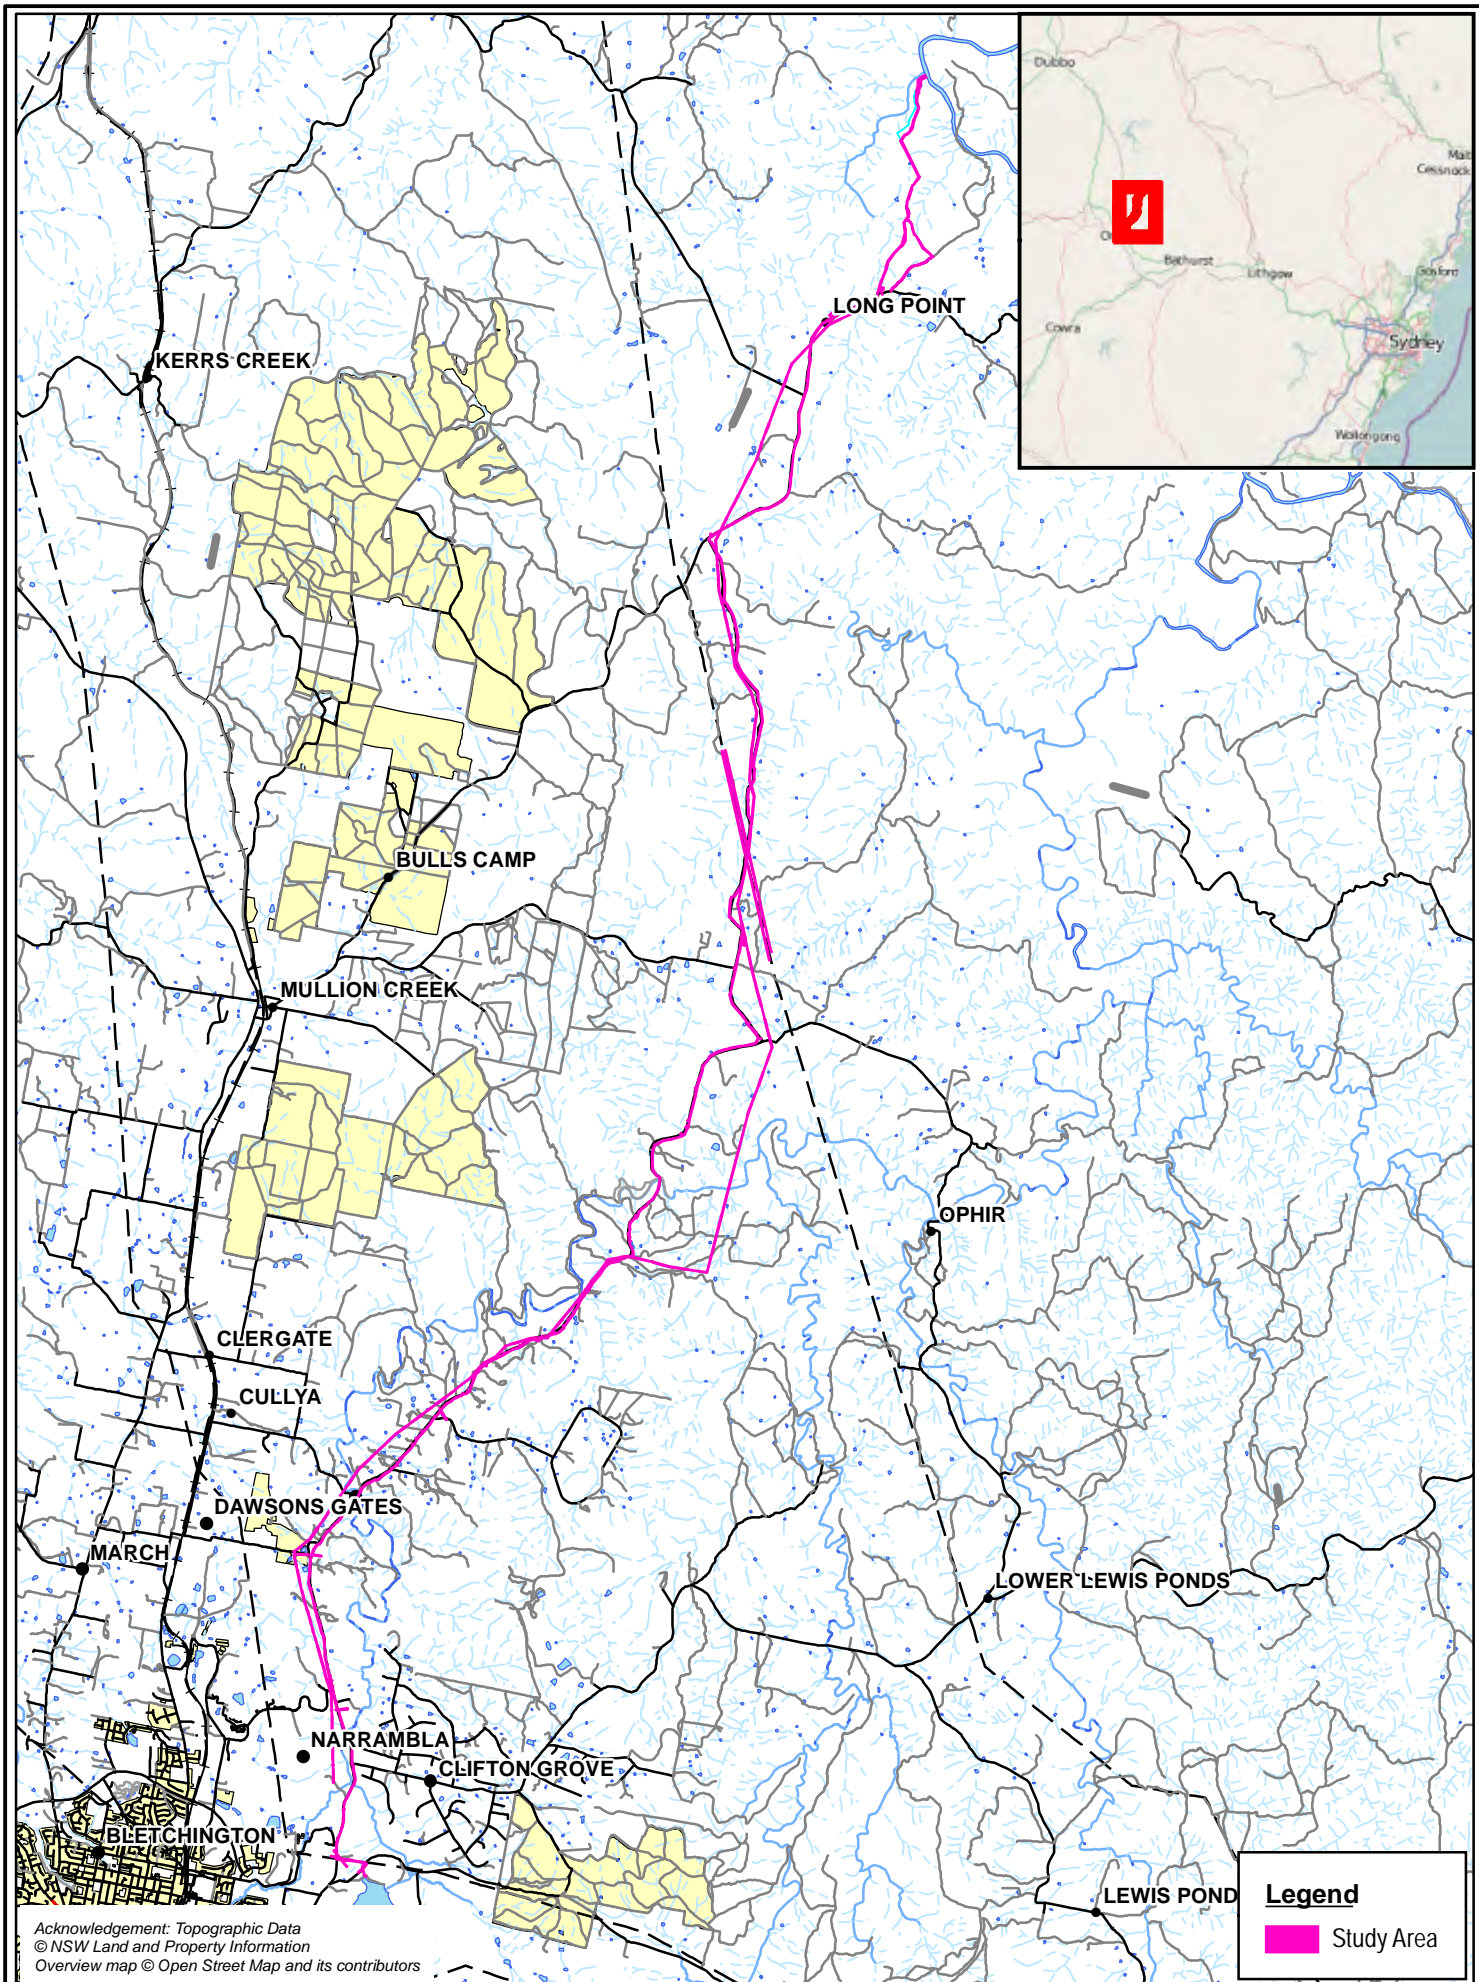 Dubbo
Cessnock
Bathurst
Lithgow
Gosford
Cowra
Sydney
Wollongong
LONG POINT
KERRS CREEK
BULLS CAMP
MULLION CREEK
OPHIR
CLERGATE
CULLYA
DAWSONS GATES
MARCH
LOWER LEWIS PONDS
NARRAMBLA
CLIFTON GROVE
BLETCHINGTON
LEWIS POND
Legend
Study Area
Acknowledgement: Topographic Data
© NSW Land and Property Information
Overview map © Open Street Map and its contributors